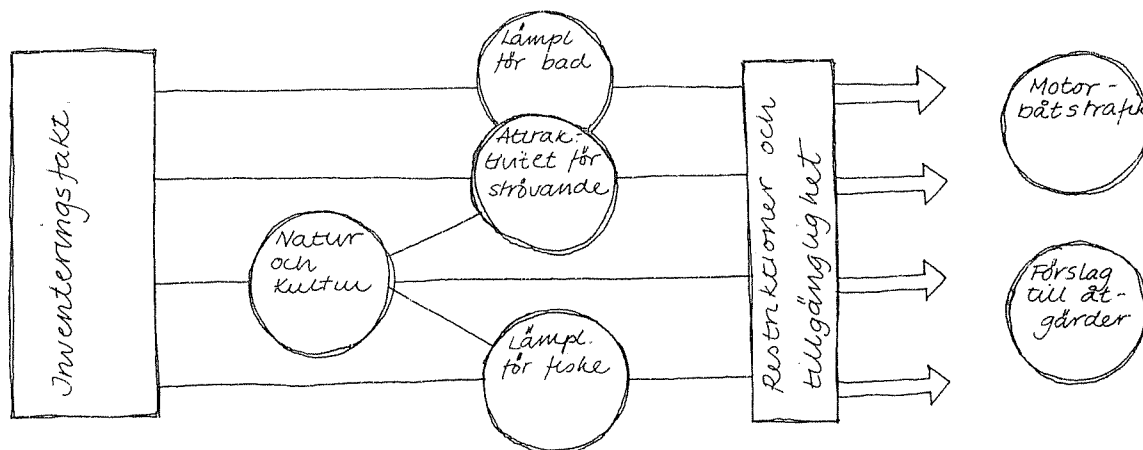 Inventeringsfakt.
Lämpl
för bad
Attrak-
tivitet för
strövande
Natur
och
Kultur
Lämpl.
för fiske
Restriktioner och
tillgänglighet
Motor-
båtstrafik
Förslag
till åt-
gärder